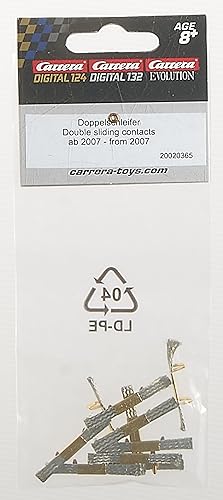 AGE
8+
Carrera Carrera Carrera
DIGITAL 124 DIGITAL 132 EVOLUTION
Doppelschleifer
Double sliding contacts
ab 2007 - from 2007
20020365
carrera-toys.com
04
LD-PE